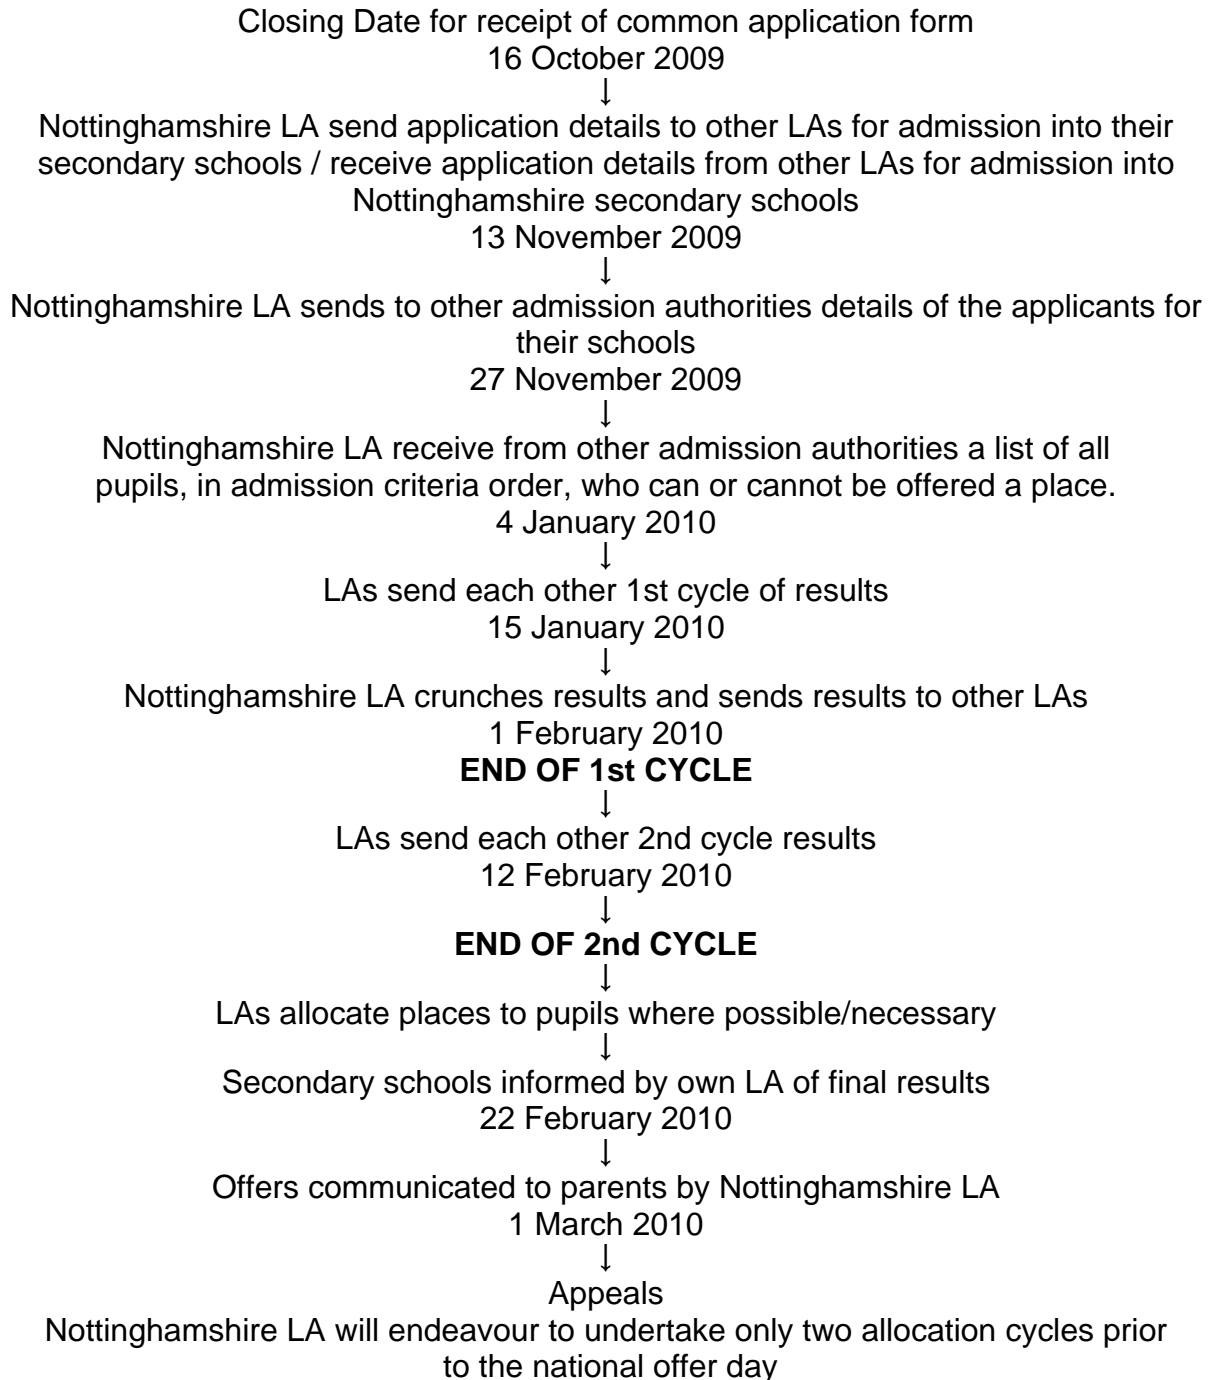 Closing Date for receipt of common application form
16 October 2009
↓
Nottinghamshire LA send application details to other LAs for admission into their
secondary schools / receive application details from other LAs for admission into
Nottinghamshire secondary schools
13 November 2009
↓
Nottinghamshire LA sends to other admission authorities details of the applicants for
their schools
27 November 2009
↓
Nottinghamshire LA receive from other admission authorities a list of all
pupils, in admission criteria order, who can or cannot be offered a place.
4 January 2010
↓
LAs send each other 1st cycle of results
15 January 2010
↓
Nottinghamshire LA crunches results and sends results to other LAs
1 February 2010
END OF 1st CYCLE
↓
LAs send each other 2nd cycle results
12 February 2010
↓
END OF 2nd CYCLE
↓
LAs allocate places to pupils where possible/necessary
↓
Secondary schools informed by own LA of final results
22 February 2010
↓
Offers communicated to parents by Nottinghamshire LA
1 March 2010
↓
Appeals
Nottinghamshire LA will endeavour to undertake only two allocation cycles prior
to the national offer day